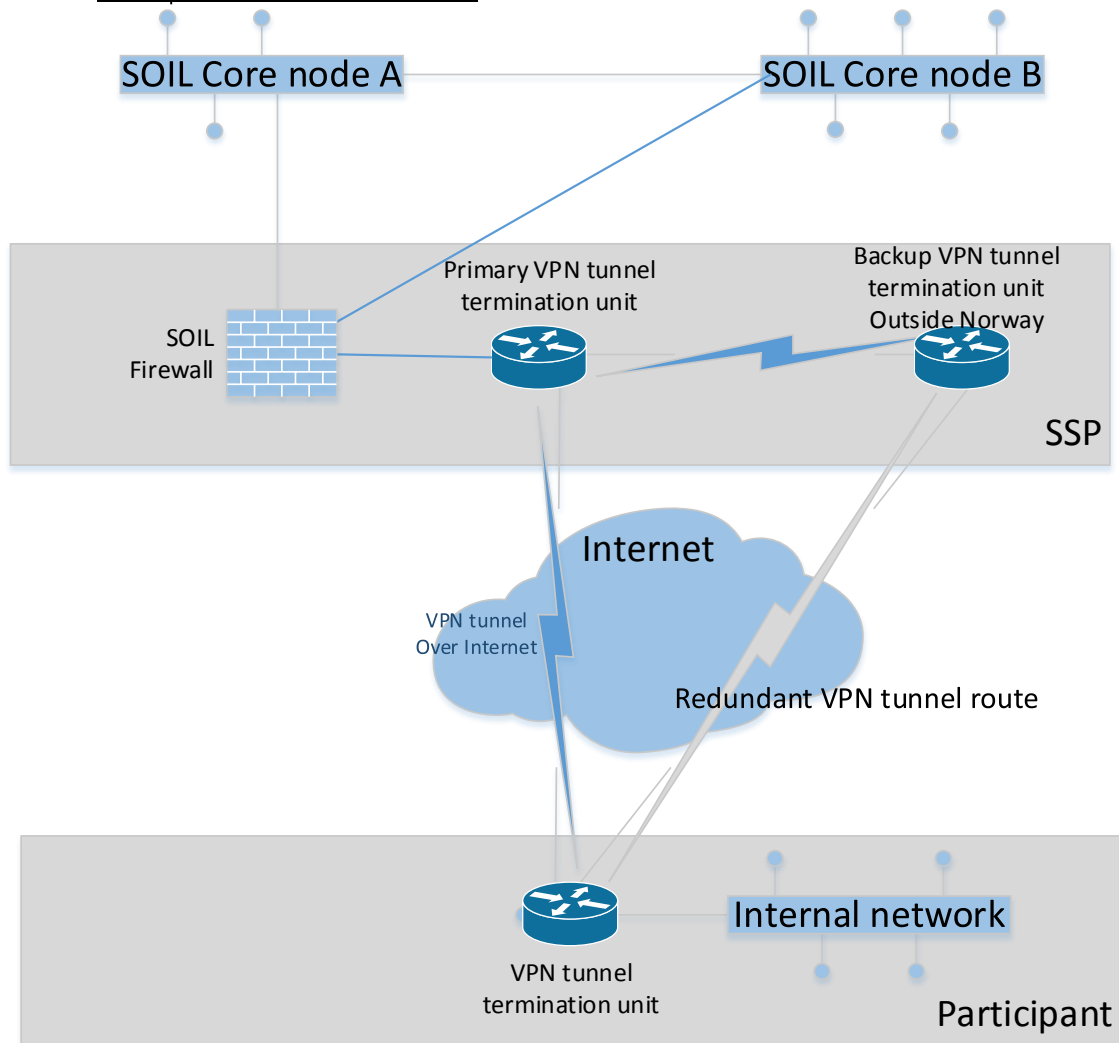 SOIL Core node A
SOIL Core node B
Primary VPN tunnel
termination unit
Backup VPN tunnel
termination unit
Outside Norway
SOIL
Firewall
SSP
Internet
VPN tunnel
Over Internet
Redundant VPN tunnel route
Internal network
VPN tunnel
termination unit
Participant